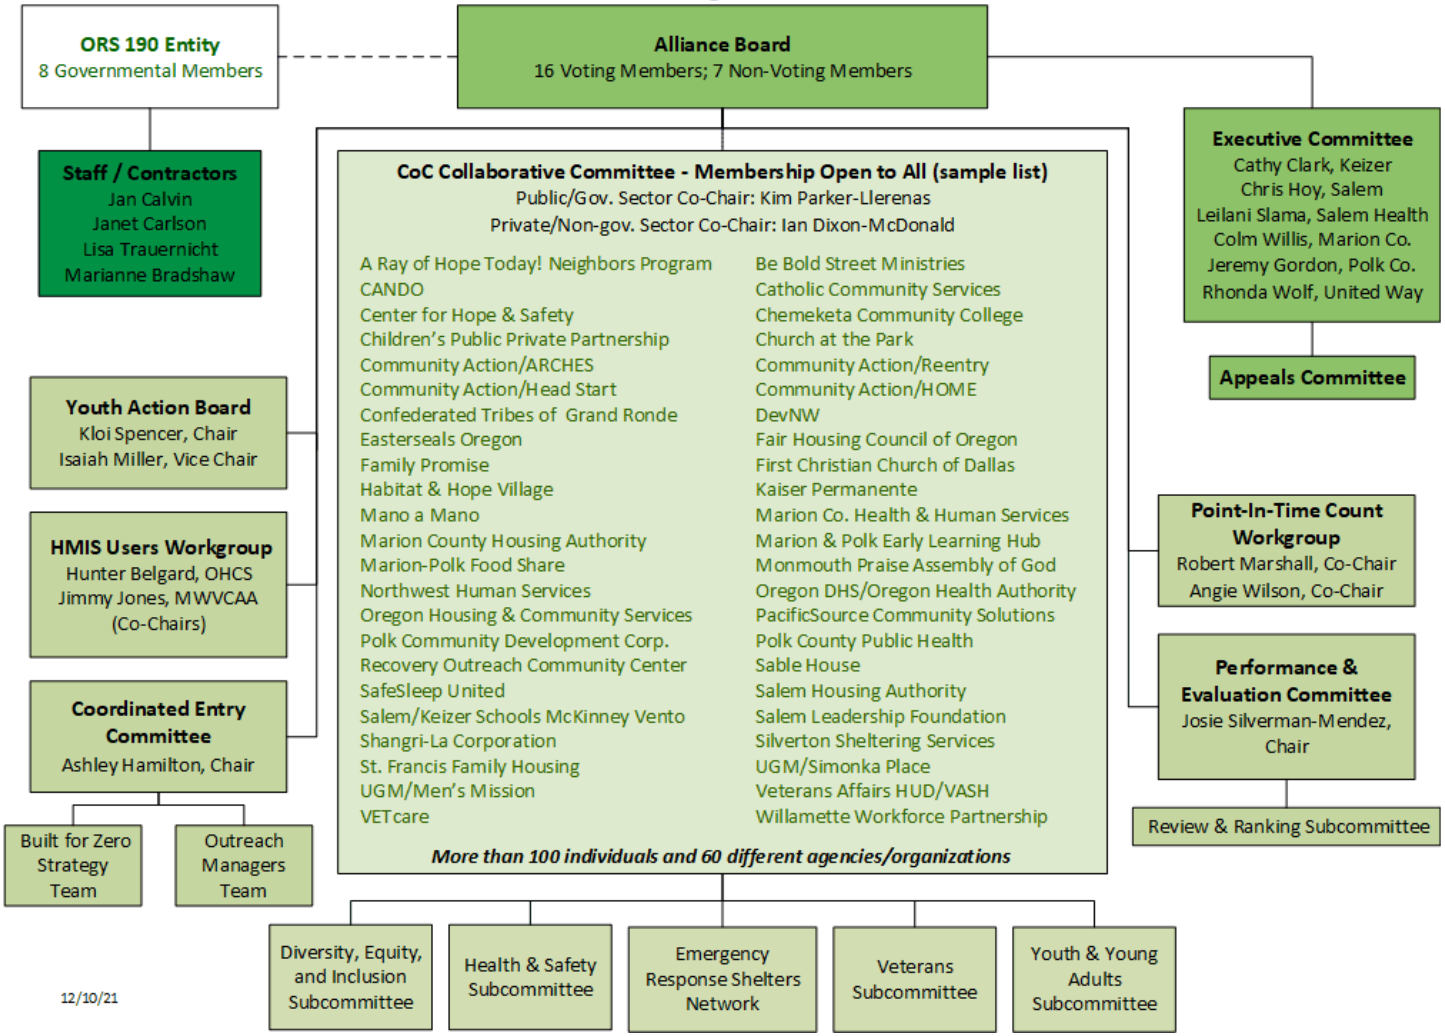 ORS 190 Entity
8 Governmental Members
Alliance Board
16 Voting Members; 7 Non-Voting Members
Staff / Contractors
Jan Calvin
Janet Carlson
Lisa Trauernicht
Marianne Bradshaw
Executive Committee
Cathy Clark, Keizer
Chris Hoy, Salem
Leilani Slama, Salem Health
Colm Willis, Marion Co.
Jeremy Gordon, Polk Co.
Rhonda Wolf, United Way
Appeals Committee
CoC Collaborative Committee - Membership Open to All (sample list)
Public/Gov. Sector Co-Chair: Kim Parker-Llerenas
Private/Non-gov. Sector Co-Chair: Ian Dixon-McDonald
A Ray of Hope Today! Neighbors Program
CANDO
Center for Hope & Safety
Children's Public Private Partnership
Community Action/ARCHES
Community Action/Head Start
Confederated Tribes of Grand Ronde
Easterseals Oregon
Family Promise
Habitat & Hope Village
Mano a Mano
Marion County Housing Authority
Marion-Polk Food Share
Northwest Human Services
Oregon Housing & Community Services
Polk Community Development Corp.
Recovery Outreach Community Center
SafeSleep United
Salem/Keizer Schools McKinney Vento
Shangri-La Corporation
St. Francis Family Housing
UGM/Men's Mission
VETcare
Be Bold Street Ministries
Catholic Community Services
Chemeketa Community College
Church at the Park
Community Action/Reentry
Community Action/HOME
DevNW
Fair Housing Council of Oregon
First Christian Church of Dallas
Kaiser Permanente
Marion Co. Health & Human Services
Marion & Polk Early Learning Hub
Monmouth Praise Assembly of God
Oregon DHS/Oregon Health Authority
PacificSource Community Solutions
Polk County Public Health
Sable House
Salem Housing Authority
Salem Leadership Foundation
Silverton Sheltering Services
UGM/Simonka Place
Veterans Affairs HUD/VASH
Willamette Workforce Partnership
More than 100 individuals and 60 different agencies/organizations
Youth Action Board
Kloi Spencer, Chair
Isaiah Miller, Vice Chair
HMIS Users Workgroup
Hunter Belgard, OHCS
Jimmy Jones, MWVCAA
(Co-Chairs)
Coordinated Entry
Committee
Ashley Hamilton, Chair
Built for Zero
Strategy
Team
Outreach
Managers
Team
Point-In-Time Count
Workgroup
Robert Marshall, Co-Chair
Angie Wilson, Co-Chair
Performance &
Evaluation Committee
Josie Silverman-Mendez,
Chair
Review & Ranking Subcommittee
Diversity, Equity,
and Inclusion
Subcommittee
Health & Safety
Subcommittee
Emergency
Response Shelters
Network
Veterans
Subcommittee
Youth & Young
Adults
Subcommittee
12/10/21